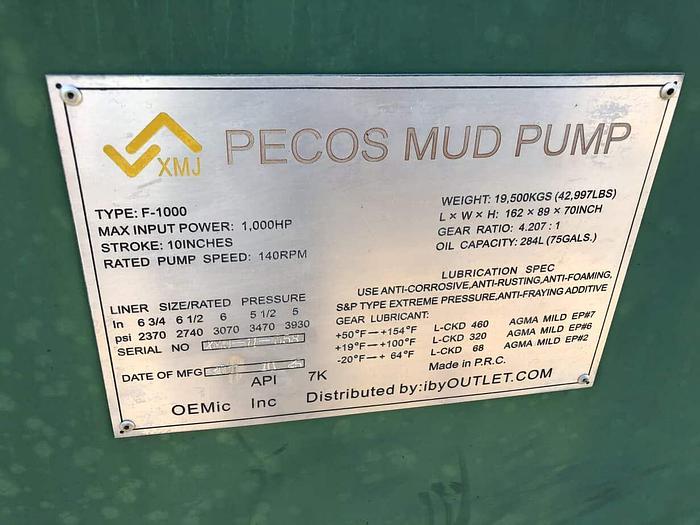 XMJ
PECOS MUD PUMP
TYPE: F-1000
MAX INPUT POWER: 1,000HP
STROKE: 10INCHES
RATED PUMP SPEED: 140RPM
WEIGHT: 19,500KGS (42,997LBS)
L × W × H: 162 × 89 × 70INCH
GEAR RATIO: 4.207 : 1
OIL CAPACITY: 284L (75GALS.)
LINER SIZE/RATED PRESSURE
In 6 3/4 6 1/2 6 5 1/2 5
psi 2370 2740 3070 3470 3930
SERIAL NO
DATE OF MFG
LUBRICATION SPEC
USE ANTI-CORROSIVE,ANTI-RUSTING,ANTI-FOAMING,
S&P TYPE EXTREME PRESSURE,ANTI-FRAYING ADDITIVE
GEAR LUBRICANT:
+50°F—+154°F L-CKD 460 AGMA MILD EP#7
+19°F—+100°F L-CKD 320 AGMA MILD EP#6
-20°F—+ 64°F L-CKD 68 AGMA MILD EP#2
Made in P.R.C.
API 7K
OEMic Inc Distributed by:ibyOUTLET.COM